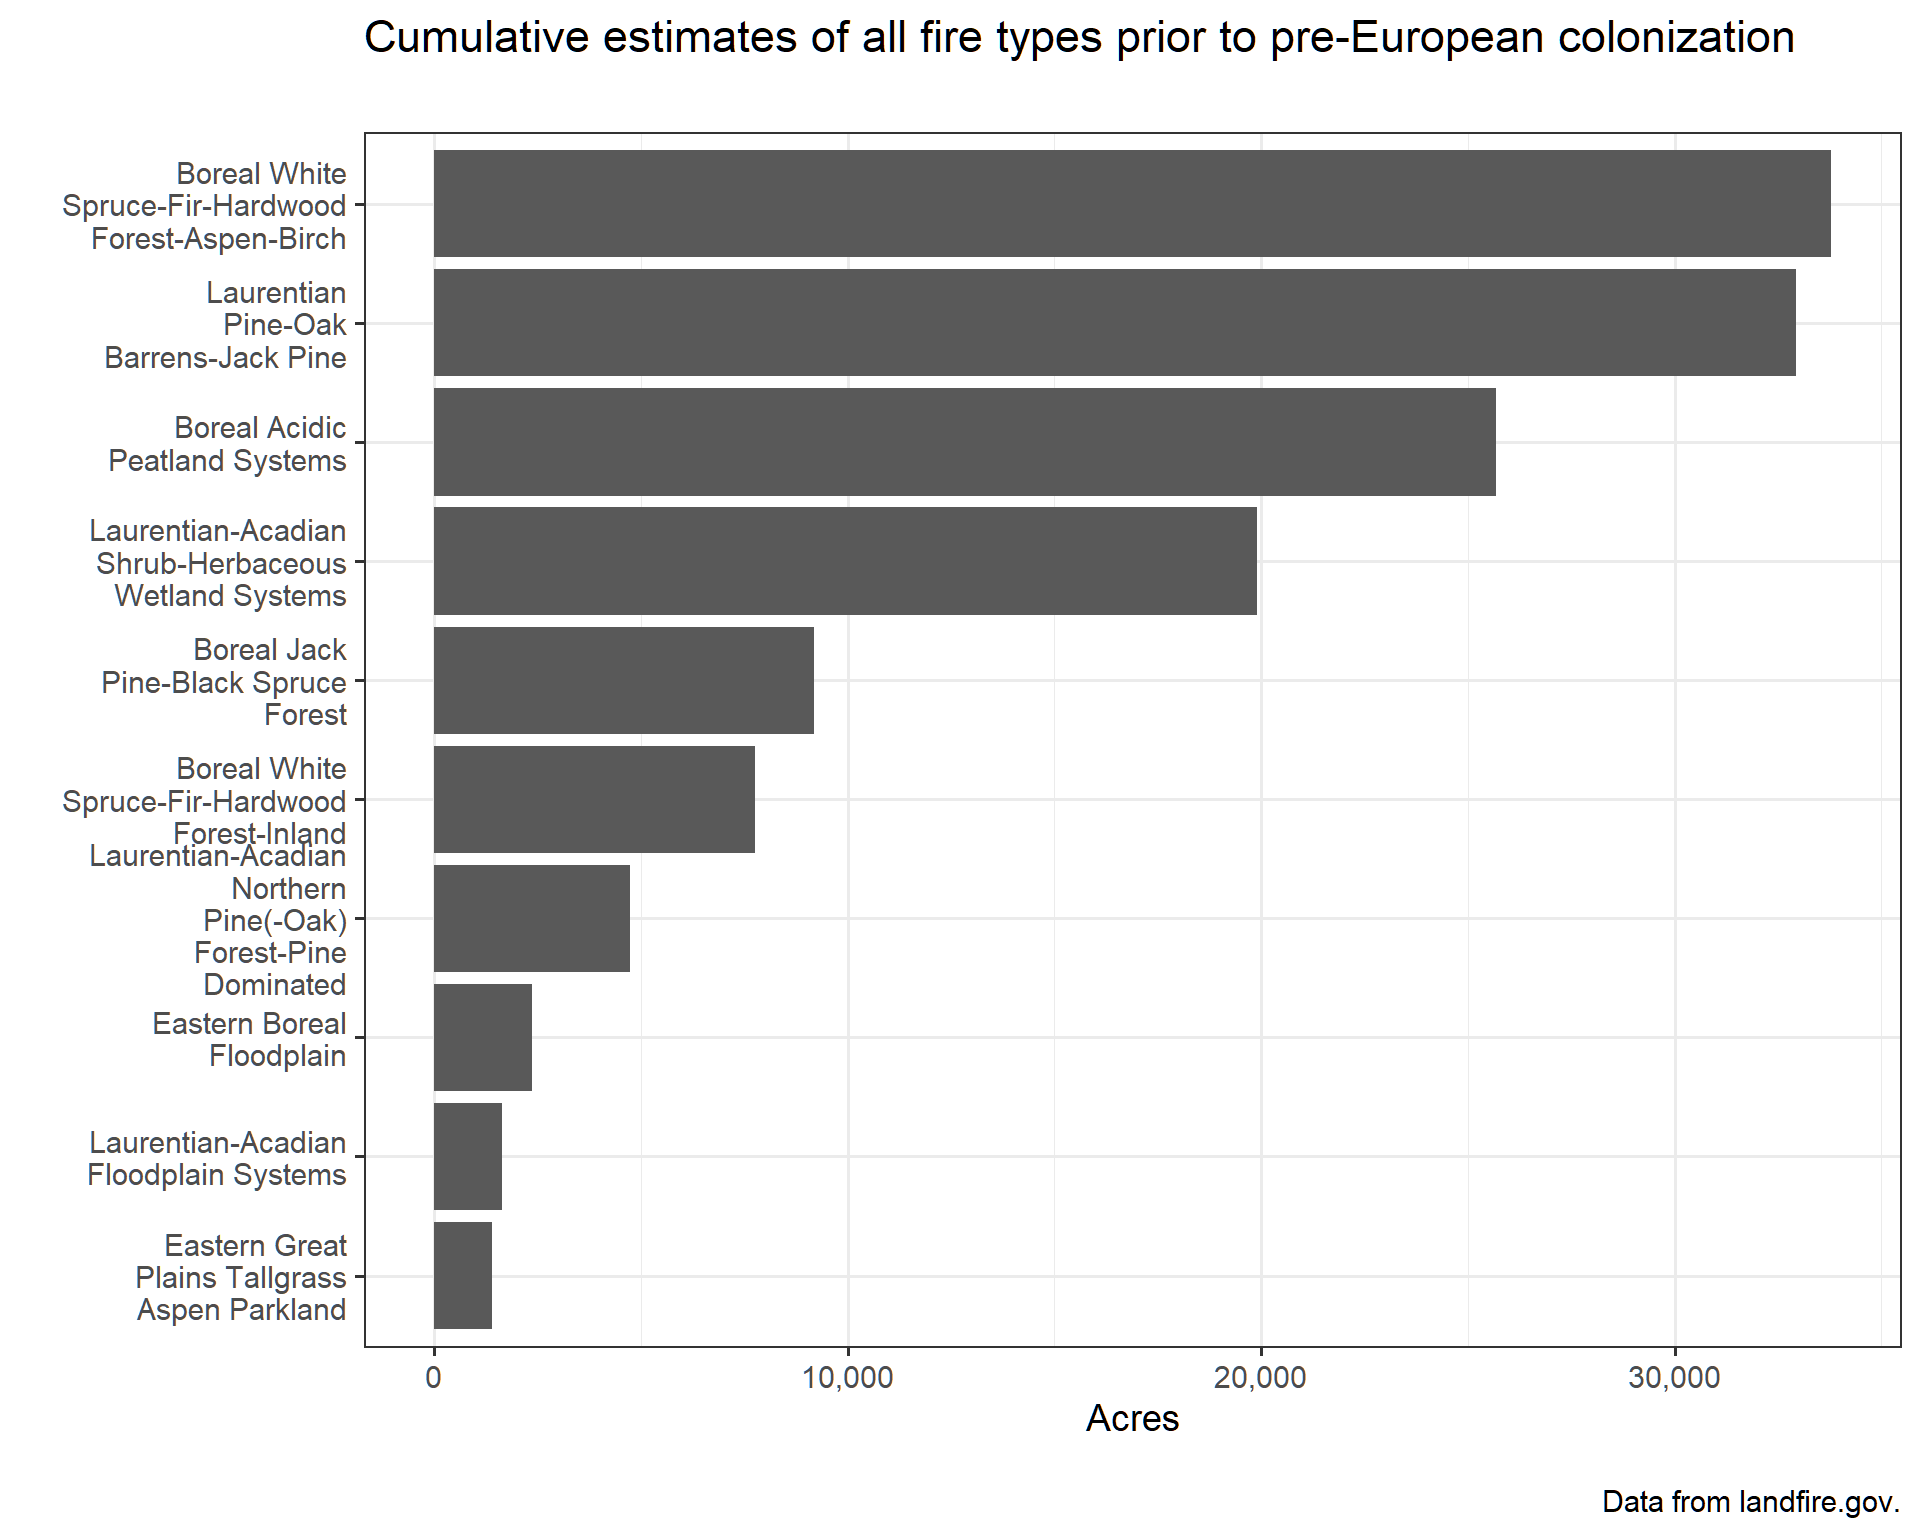 Cumulative estimates of all fire types prior to pre-European colonization
Boreal White
Spruce-Fir-Hardwood
Forest-Aspen-Birch
Laurentian
Pine-Oak
Barrens-Jack Pine
Boreal Acidic
Peatland Systems
Laurentian-Acadian
Shrub-Herbaceous
Wetland Systems
Boreal Jack
Pine-Black Spruce
Forest
Boreal White
Spruce-Fir-Hardwood
Forest-Inland
Laurentian-Acadian
Northern
Pine(-Oak)
Forest-Pine
Dominated
Eastern Boreal
Floodplain
Laurentian-Acadian
Floodplain Systems
Eastern Great
Plains Tallgrass
Aspen Parkland
0 10,000 20,000 30,000
Acres
Data from landfire.gov.